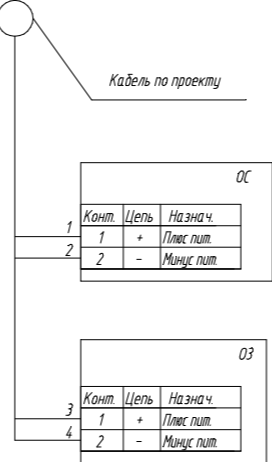 Кабель по проекту
ОС
Конт. Цепь Назнач.
1 1 + Плюс пит.
2 2 - Минус пит.
ОЗ
Конт. Цепь Назнач.
3 1 + Плюс пит.
4 2 - Минус пит.